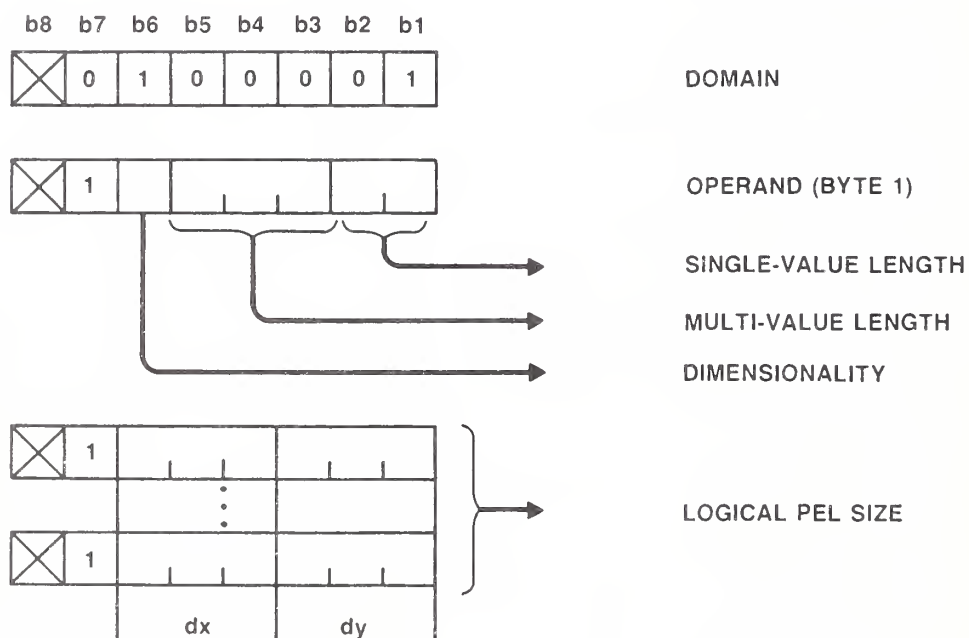 b8 b7 b6 b5 b4 b3 b2 b1
0 1 0 0 0 0 1 DOMAIN
1 OPERAND (BYTE 1)
SINGLE-VALUE LENGTH
MULTI-VALUE LENGTH
DIMENSIONALITY
1
LOGICAL PEL SIZE
1
dx dy